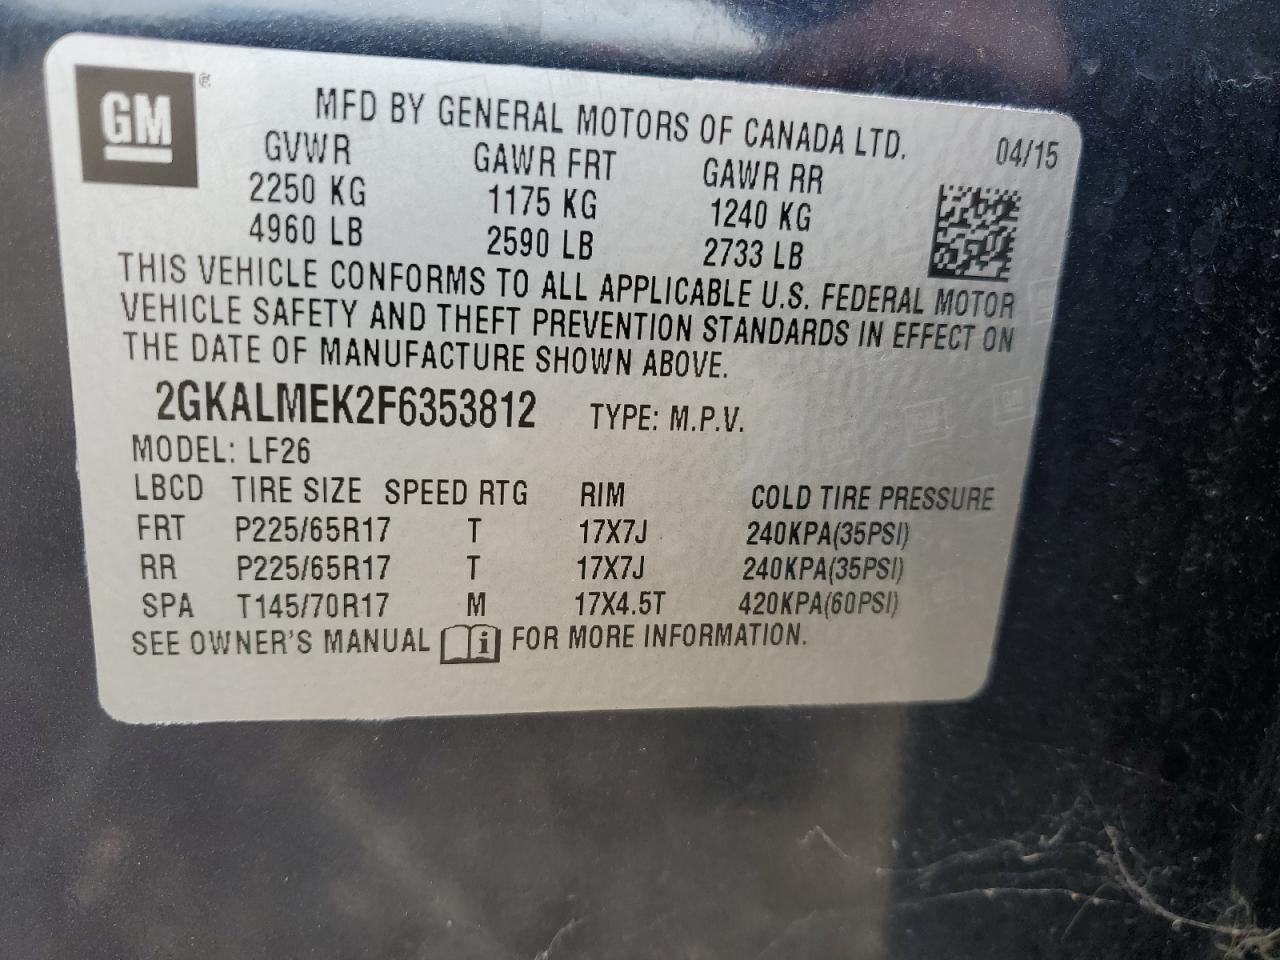 GM ®
MFD BY GENERAL MOTORS OF CANADA LTD. 04/15
GVWR GAWR FRT GAWR RR
2250 KG 1175 KG 1240 KG
4960 LB 2590 LB 2733 LB
THIS VEHICLE CONFORMS TO ALL APPLICABLE U.S. FEDERAL MOTOR
VEHICLE SAFETY AND THEFT PREVENTION STANDARDS IN EFFECT ON
THE DATE OF MANUFACTURE SHOWN ABOVE.
2GKALMEK2F6353812 TYPE: M.P.V.
MODEL: LF26
LBCD TIRE SIZE SPEED RTG RIM COLD TIRE PRESSURE
FRT P225/65R17 T 17X7J 240KPA(35PSI)
RR P225/65R17 T 17X7J 240KPA(35PSI)
SPA T145/70R17 M 17X4.5T 420KPA(60PSI)
SEE OWNER'S MANUAL i FOR MORE INFORMATION.